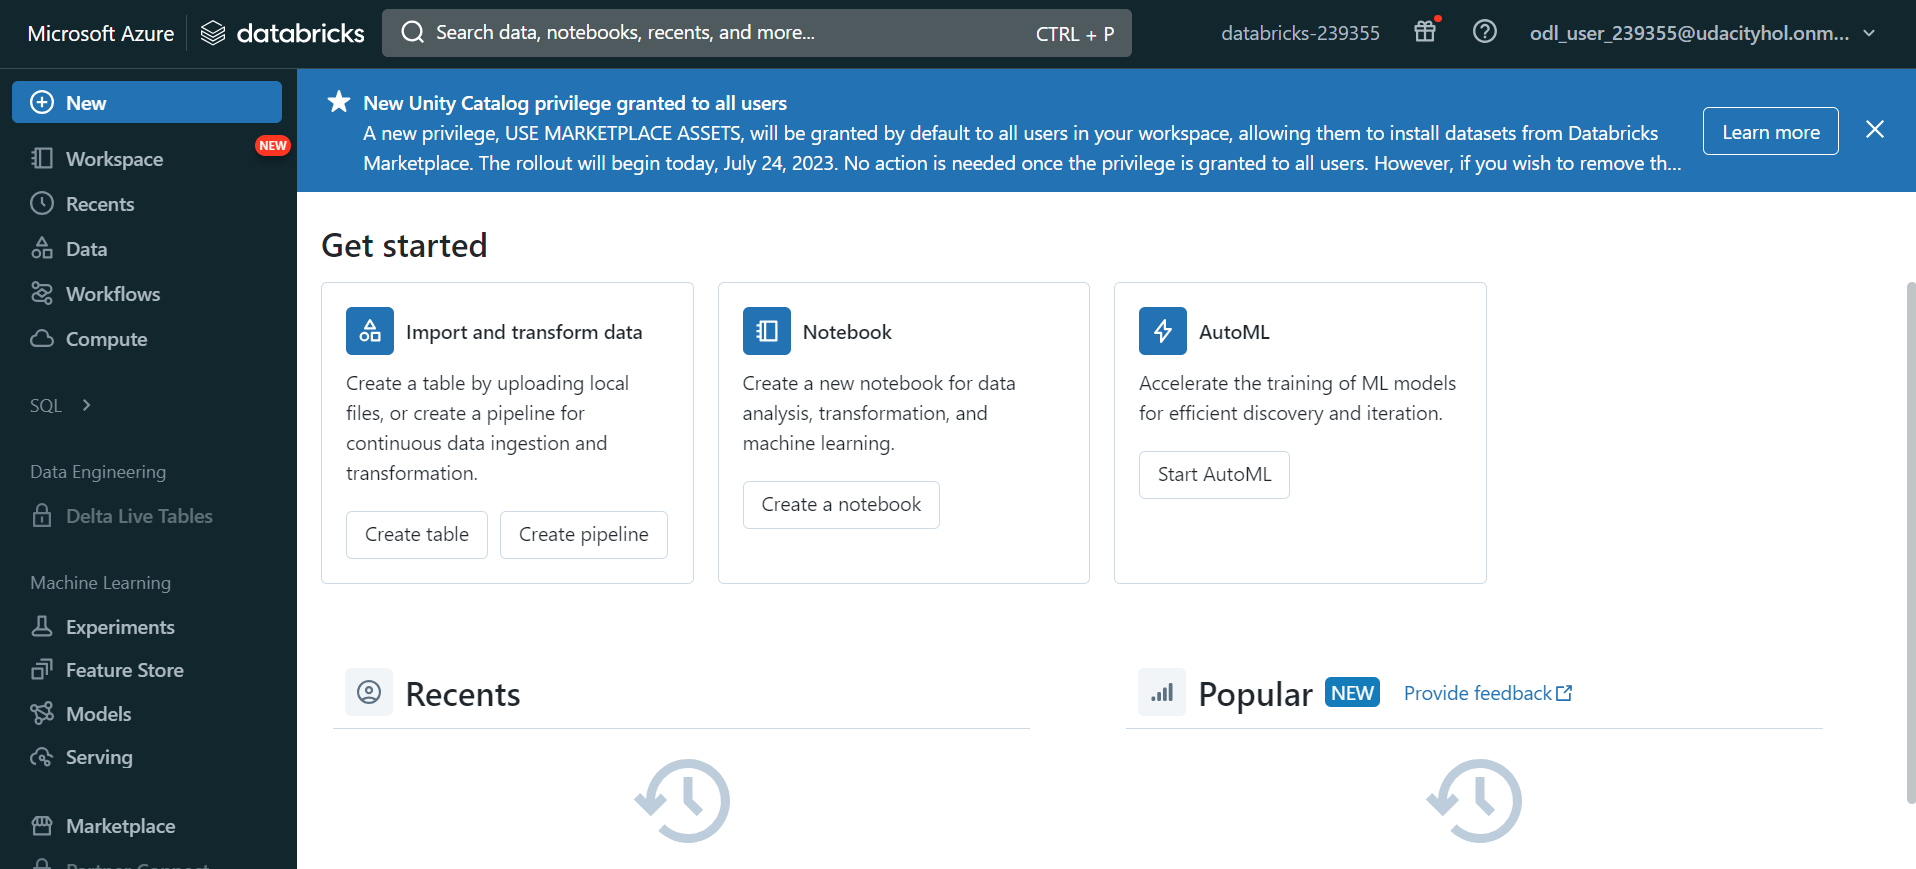 Microsoft Azure
databricks
Search data, notebooks, recents, and more...
CTRL + P
databricks-239355
odl_user_239355@udacityhol.onm...
New
Workspace
NEW
Recents
Data
Workflows
Compute
SQL
Data Engineering
Delta Live Tables
Machine Learning
Experiments
Feature Store
Models
Serving
Marketplace
Partner Connect
New Unity Catalog privilege granted to all users
A new privilege, USE MARKETPLACE ASSETS, will be granted by default to all users in your workspace, allowing them to install datasets from Databricks
Marketplace. The rollout will begin today, July 24, 2023. No action is needed once the privilege is granted to all users. However, if you wish to remove th...
Learn more
Get started
Import and transform data
Create a table by uploading local
files, or create a pipeline for
continuous data ingestion and
transformation.
Create table
Create pipeline
Notebook
Create a new notebook for data
analysis, transformation, and
machine learning.
Create a notebook
AutoML
Accelerate the training of ML models
for efficient discovery and iteration.
Start AutoML
Recents
Popular
NEW
Provide feedback